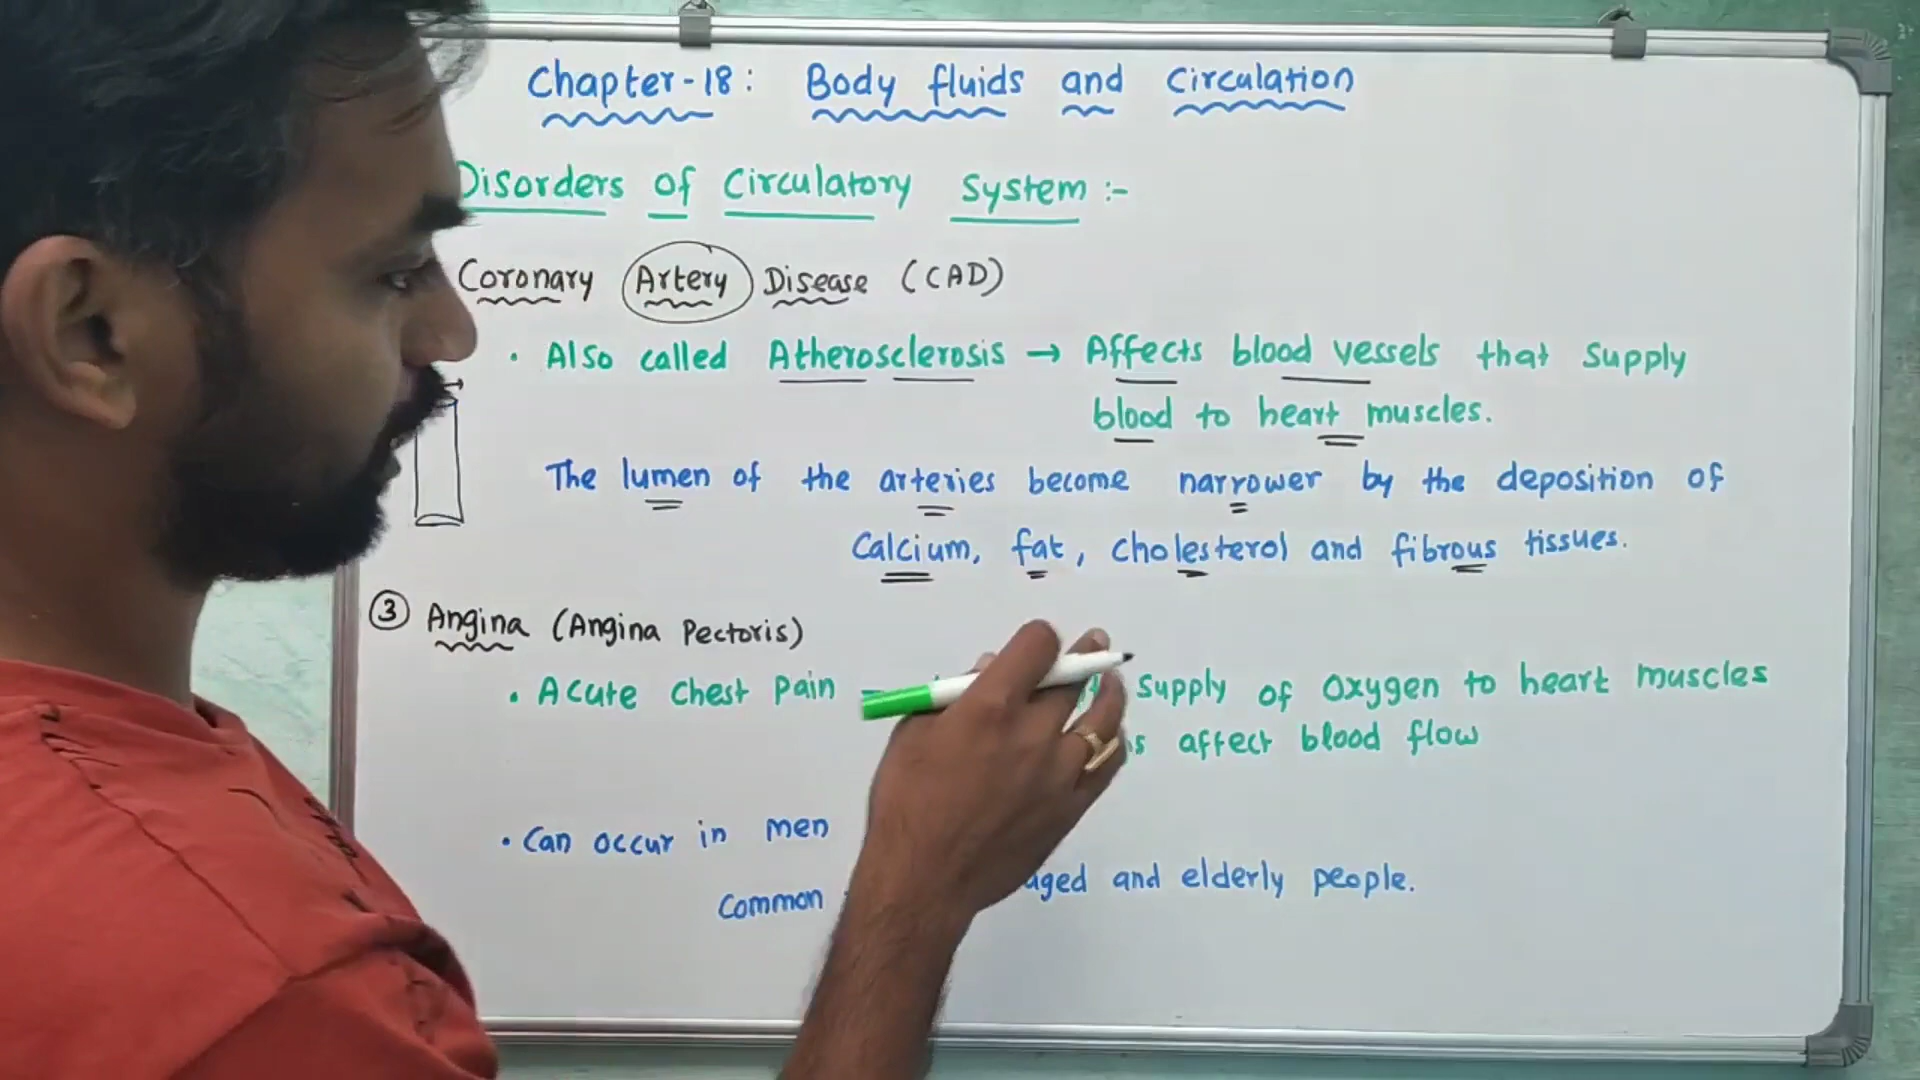 Chapter-18: Body fluids and Circulation
Disorders of Circulatory System :-
Coronary Artery Disease (CAD)
• Also called Atherosclerosis → Affects blood vessels that supply
blood to heart muscles.
The lumen of the arteries become narrower by the deposition of
Calcium, fat, cholesterol and fibrous tissues.
③ Angina (Angina Pectoris)
• Acute chest pain supply of oxygen to heart muscles
affect blood flow
• Can occur in men
Common aged and elderly people.